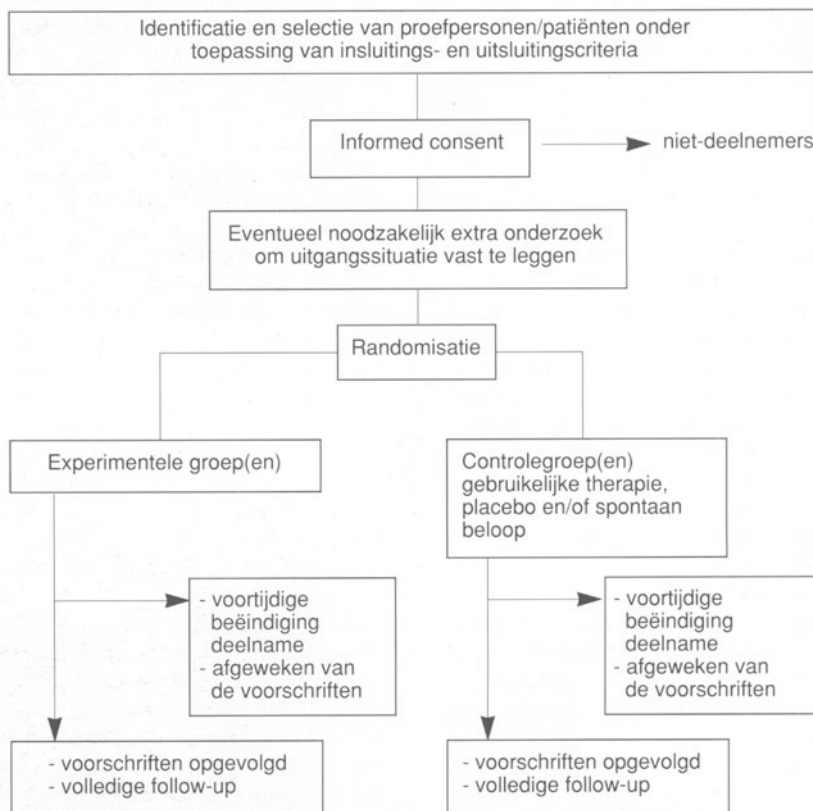 Identificatie en selectie van proefpersonen/patiënten onder
toepassing van insluitings- en uitsluitingscriteria
Informed consent
niet-deelnemers
Eventueel noodzakelijk extra onderzoek
om uitgangssituatie vast te leggen
Randomisatie
Experimentele groep(en)
Controlegroep(en)
gebruikelijke therapie,
placebo en/of spontaan
beloop
- voortijdige
beëindiging
deelname
- afgeweken van
de voorschriften
- voortijdige
beëindiging
deelname
- afgeweken van
de voorschriften
- voorschriften opgevolgd
- volledige follow-up
- voorschriften opgevolgd
- volledige follow-up